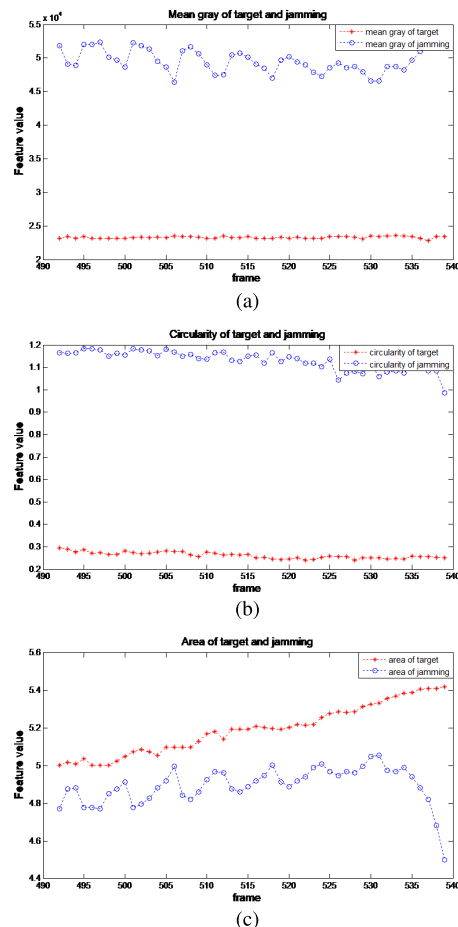 Mean gray of target and jamming
x 10⁴
5.5
5
4.5
4
3.5
3
2.5
2
Feature value
mean gray of target
mean gray of jamming
490 495 500 505 510 515 520 525 530 535 540
frame
(a)
Circularity of target and jamming
1.2
1.1
1
0.9
0.8
0.7
0.6
0.5
0.4
0.3
0.2
Feature value
circularity of target
circularity of jamming
490 495 500 505 510 515 520 525 530 535 540
frame
(b)
Area of target and jamming
5.6
5.4
5.2
5
4.8
4.6
4.4
Feature value
area of target
area of jamming
490 495 500 505 510 515 520 525 530 535 540
frame
(c)